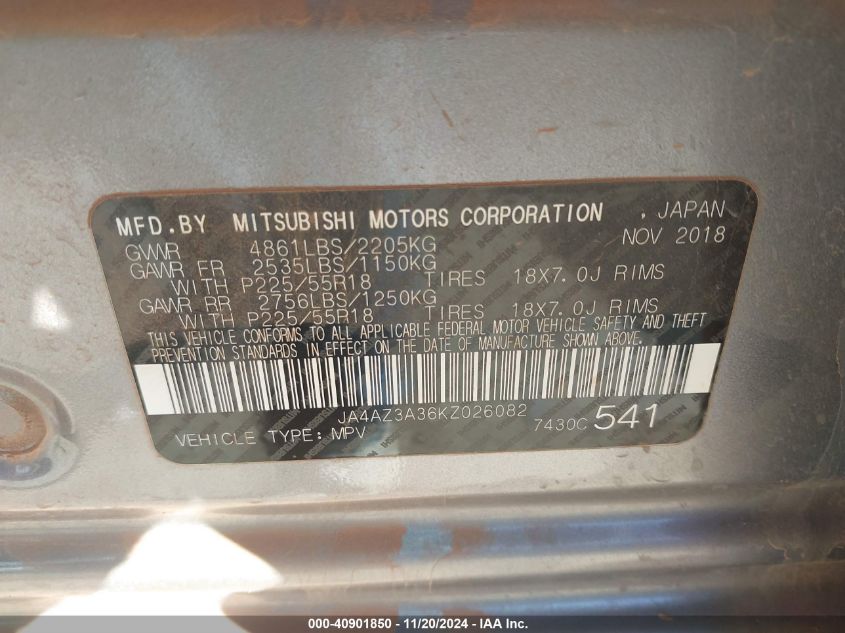 MFD.BY MITSUBISHI MOTORS CORPORATION . JAPAN
GVWR 4861LBS/2205KG NOV 2018
GAWR FR 2535LBS/1150KG
WITH P225/55R18 TIRES 18X7.0J RIMS
GAWR RR 2756LBS/1250KG
WITH P225/55R18 TIRES 18X7.0J RIMS
THIS VEHICLE CONFORMS TO ALL APPLICABLE FEDERAL MOTOR VEHICLE SAFETY AND THEFT
PREVENTION STANDARDS IN EFFECT ON THE DATE OF MANUFACTURE SHOWN ABOVE.
JA4AZ3A36KZ026082
VEHICLE TYPE: MPV 7430C 541
000-40901850 - 11/20/2024 - IAA Inc.